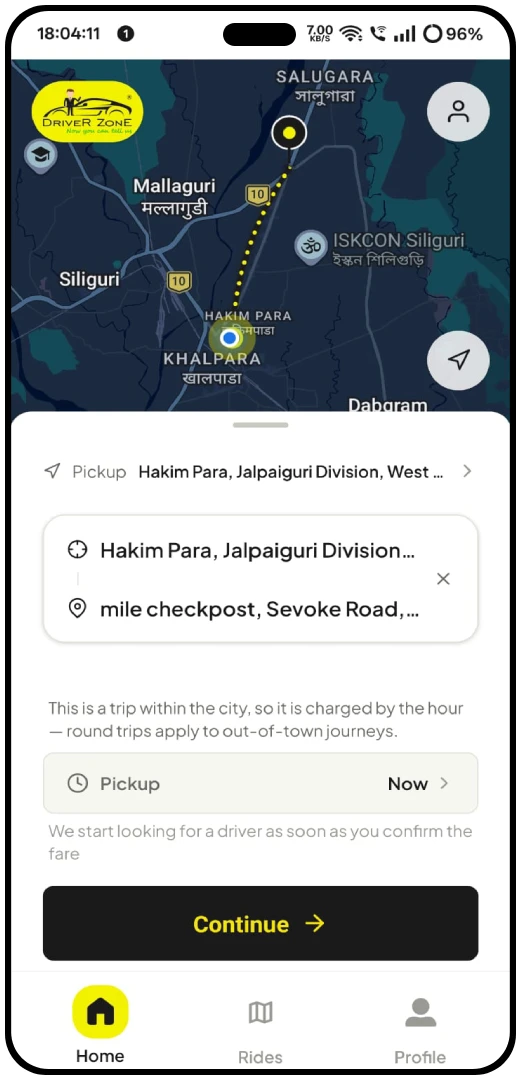 18:04:11
1
7.00
KB/S
96%
SALUGARA
सालुगारा
DRIVER ZONE
®
Now you can tell us
Mallaguri
मल्लागुडी
10
ISKCON Siliguri
इस्कन शिलिगुड़ि
Siliguri
10
HAKIM PARA
KHALPARA
खालपाडा
Dabgram
Pickup Hakim Para, Jalpaiguri Division, West ...
Hakim Para, Jalpaiguri Division...
mile checkpost, Sevoke Road,...
This is a trip within the city, so it is charged by the hour
— round trips apply to out-of-town journeys.
Pickup Now
We start looking for a driver as soon as you confirm the
fare
Continue
Home Rides Profile